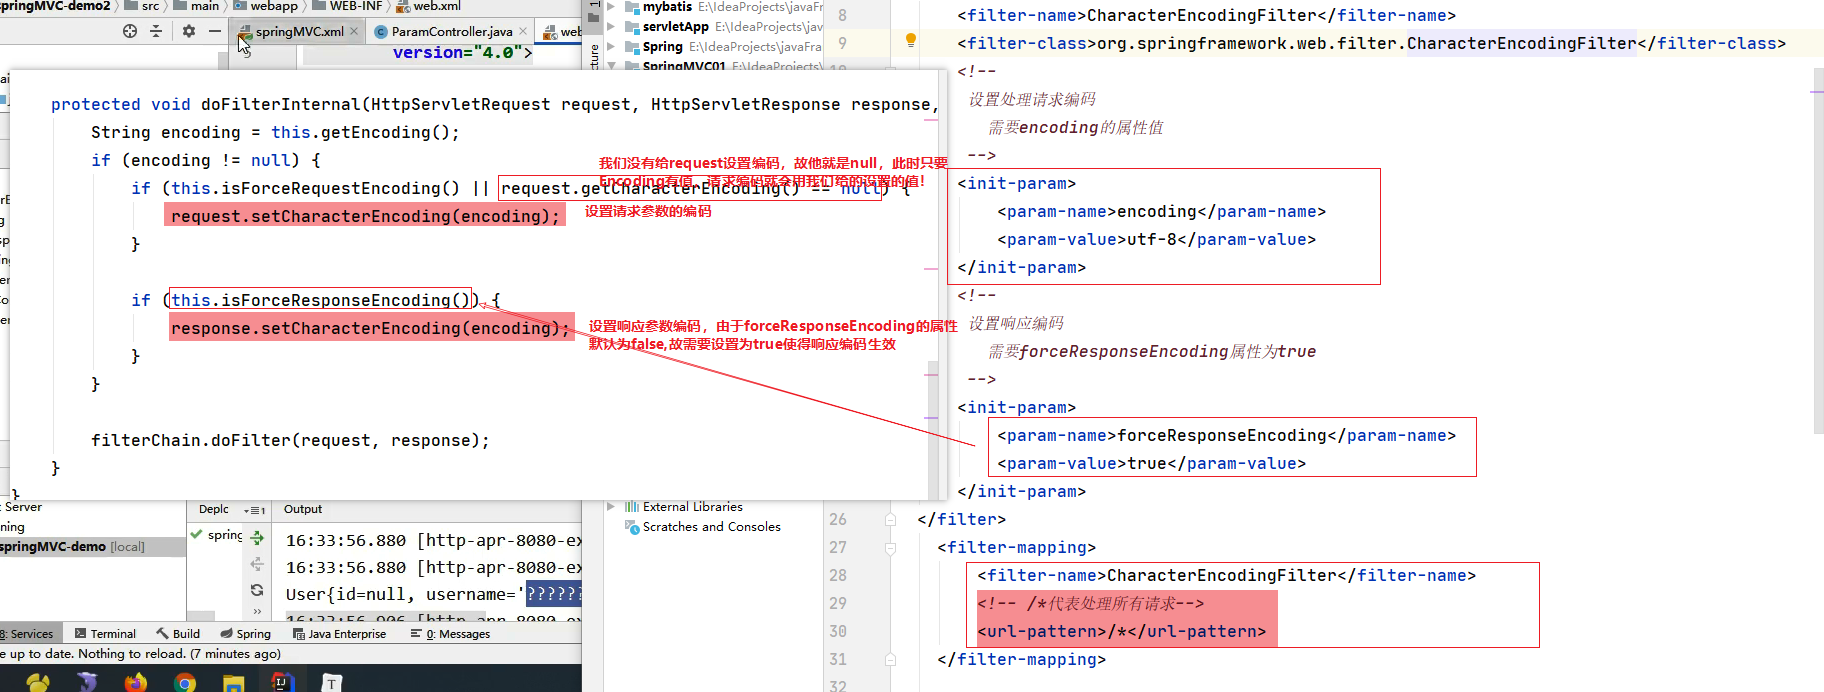 springMVC-demo2 > src > main > webapp > WEB-INF > web.xml
springMVC.xml × ParamController.java × web
9
version="4.0">
mybatis E:\IdeaProjects\javaFr
servletApp E:\IdeaProjects\jav
Spring E:\IdeaProjects\javaFra
SpringMVC01 E:\IdeaProjects\
protected void doFilterInternal(HttpServletRequest request, HttpServletResponse response,
String encoding = this.getEncoding();
if (encoding != null) {
我们没有给request设置编码，故他就是null，此时只要
Encoding有值、请求编码就会用我们给的设置的值！
if (this.isForceRequestEncoding() || request.getCharacterEncoding() == null) {
request.setCharacterEncoding(encoding);
设置请求参数的编码
}
if (this.isForceResponseEncoding()) {
response.setCharacterEncoding(encoding);
设置响应参数编码，由于forceResponseEncoding的属性
默认为false,故需要设置为true使得响应编码生效
}
}
filterChain.doFilter(request, response);
}
}
8
<filter-name>CharacterEncodingFilter</filter-name>
9
<filter-class>org.springframework.web.filter.CharacterEncodingFilter</filter-class>
<!--
设置处理请求编码
需要encoding的属性值
-->
<init-param>
<param-name>encoding</param-name>
<param-value>utf-8</param-value>
</init-param>
<!--
设置响应编码
需要forceResponseEncoding属性为true
-->
<init-param>
<param-name>forceResponseEncoding</param-name>
<param-value>true</param-value>
</init-param>
26 </filter>
27 <filter-mapping>
28 <filter-name>CharacterEncodingFilter</filter-name>
29 <!-- /*代表处理所有请求-->
30 <url-pattern>/*</url-pattern>
31 </filter-mapping>
32
External Libraries
Scratches and Consoles
Server
ning
springMVC-demo [local]
Deplc
Output
spring
16:33:56.880 [http-apr-8080-ex
16:33:56.880 [http-apr-8080-ex
User{id=null, username='??????
16:33:56.906 [http-apr-8080-ex
8: Services Terminal Build Spring Java Enterprise 0: Messages
e up to date. Nothing to reload. (7 minutes ago)